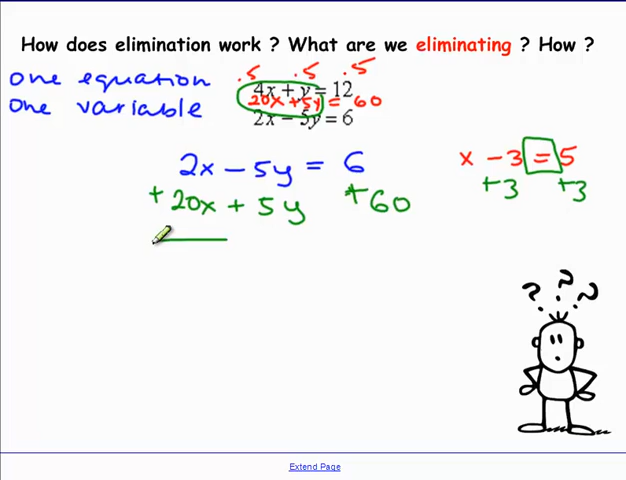 How does elimination work ? What are we eliminating ? How ?
one equation
one variable
.5 .5 .5
4x + y = 12
20x + 5y = 60
2x − 5y = 6
2x − 5y = 6
+ 20x + 5y + 60
x − 3 = 5
+3 +3
? ? ?
Extend Page